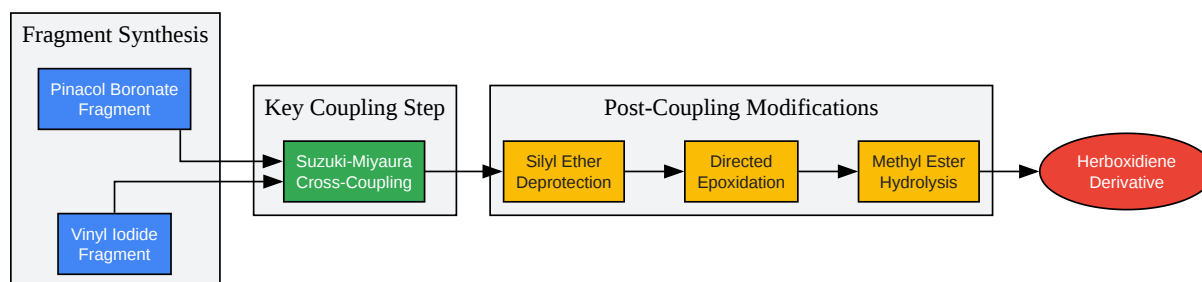 Fragment Synthesis
Pinacol Boronate
Fragment
Vinyl Iodide
Fragment
Key Coupling Step
Suzuki-Miyaura
Cross-Coupling
Post-Coupling Modifications
Silyl Ether
Deprotection
Directed
Epoxidation
Methyl Ester
Hydrolysis
Herboxidiene
Derivative